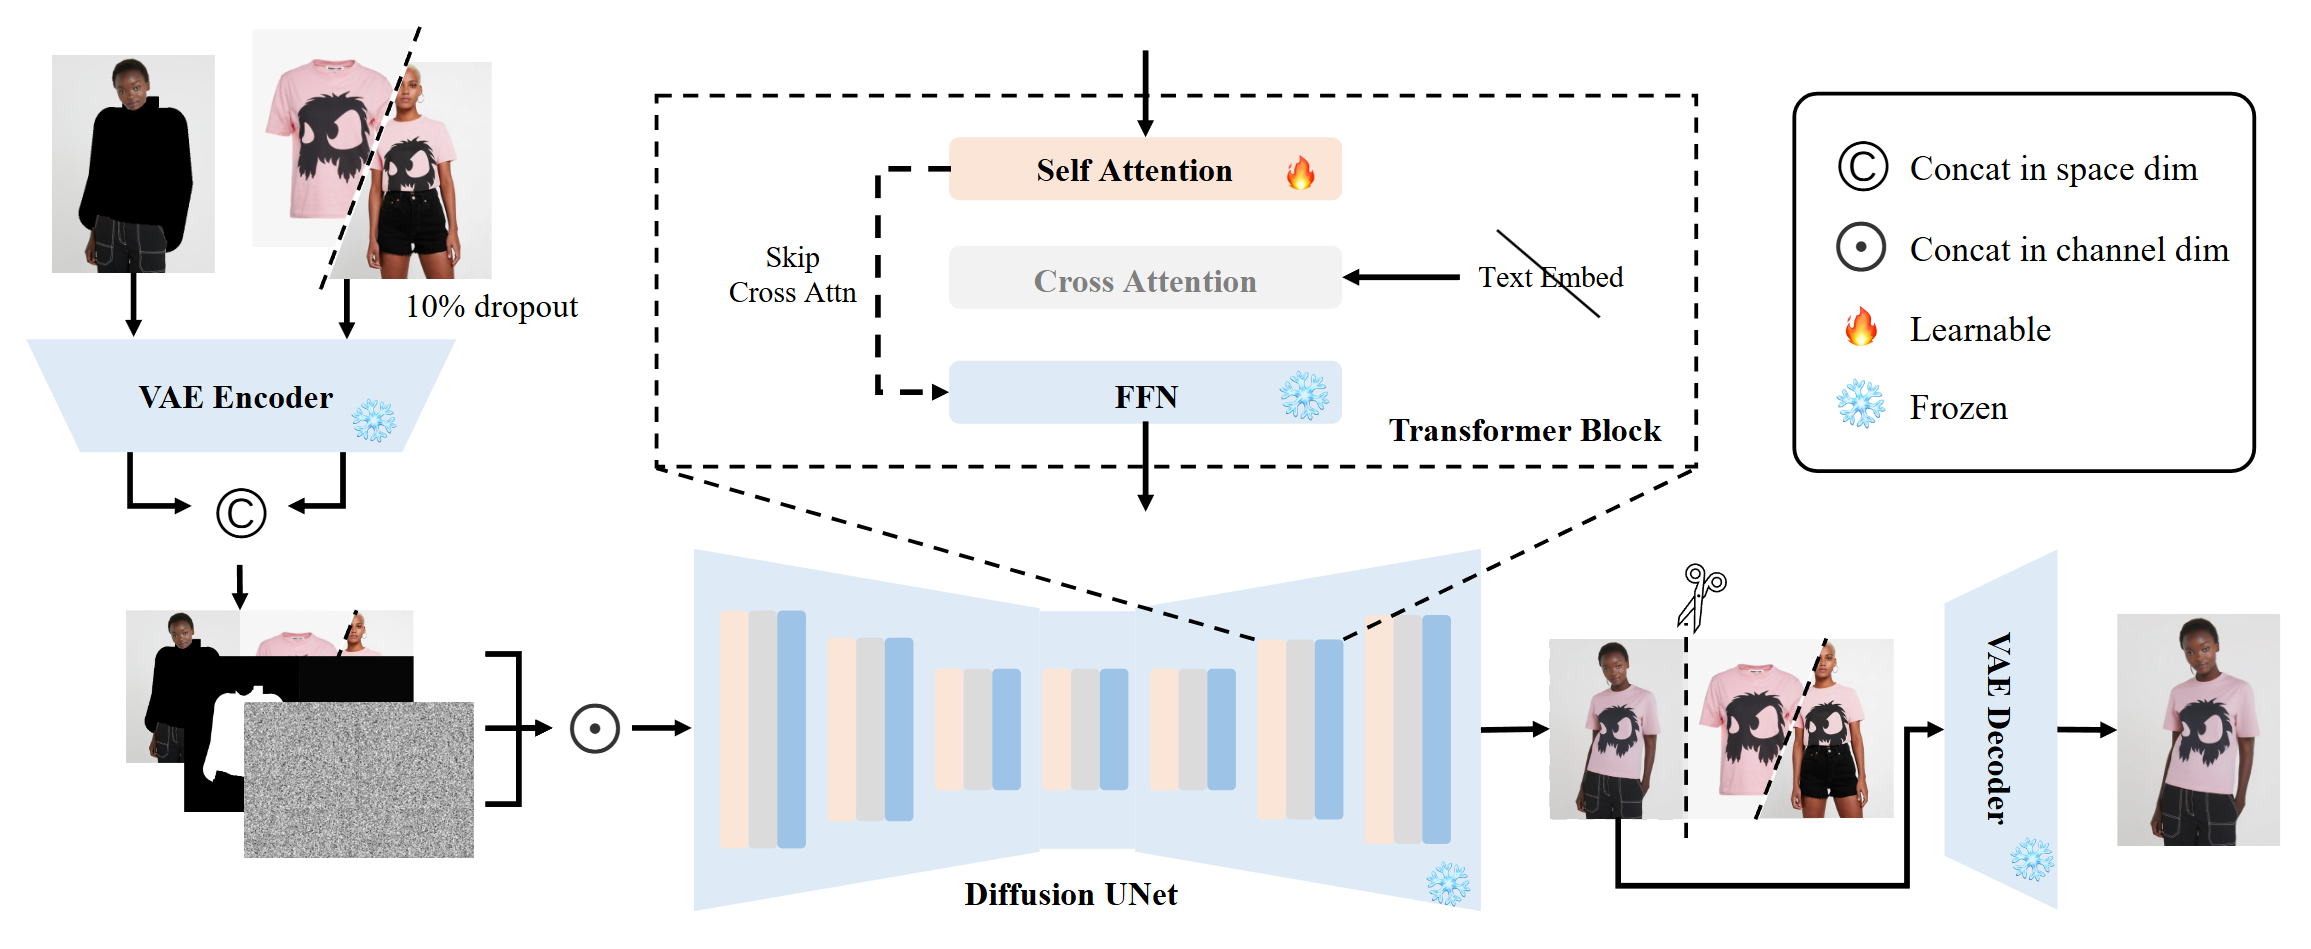 10% dropout
VAE Encoder
C
Self Attention
Skip
Cross Attn
Cross Attention
Text Embed
FFN
Transformer Block
C
Concat in space dim
Concat in channel dim
Learnable
Frozen
Diffusion UNet
VAE Decoder